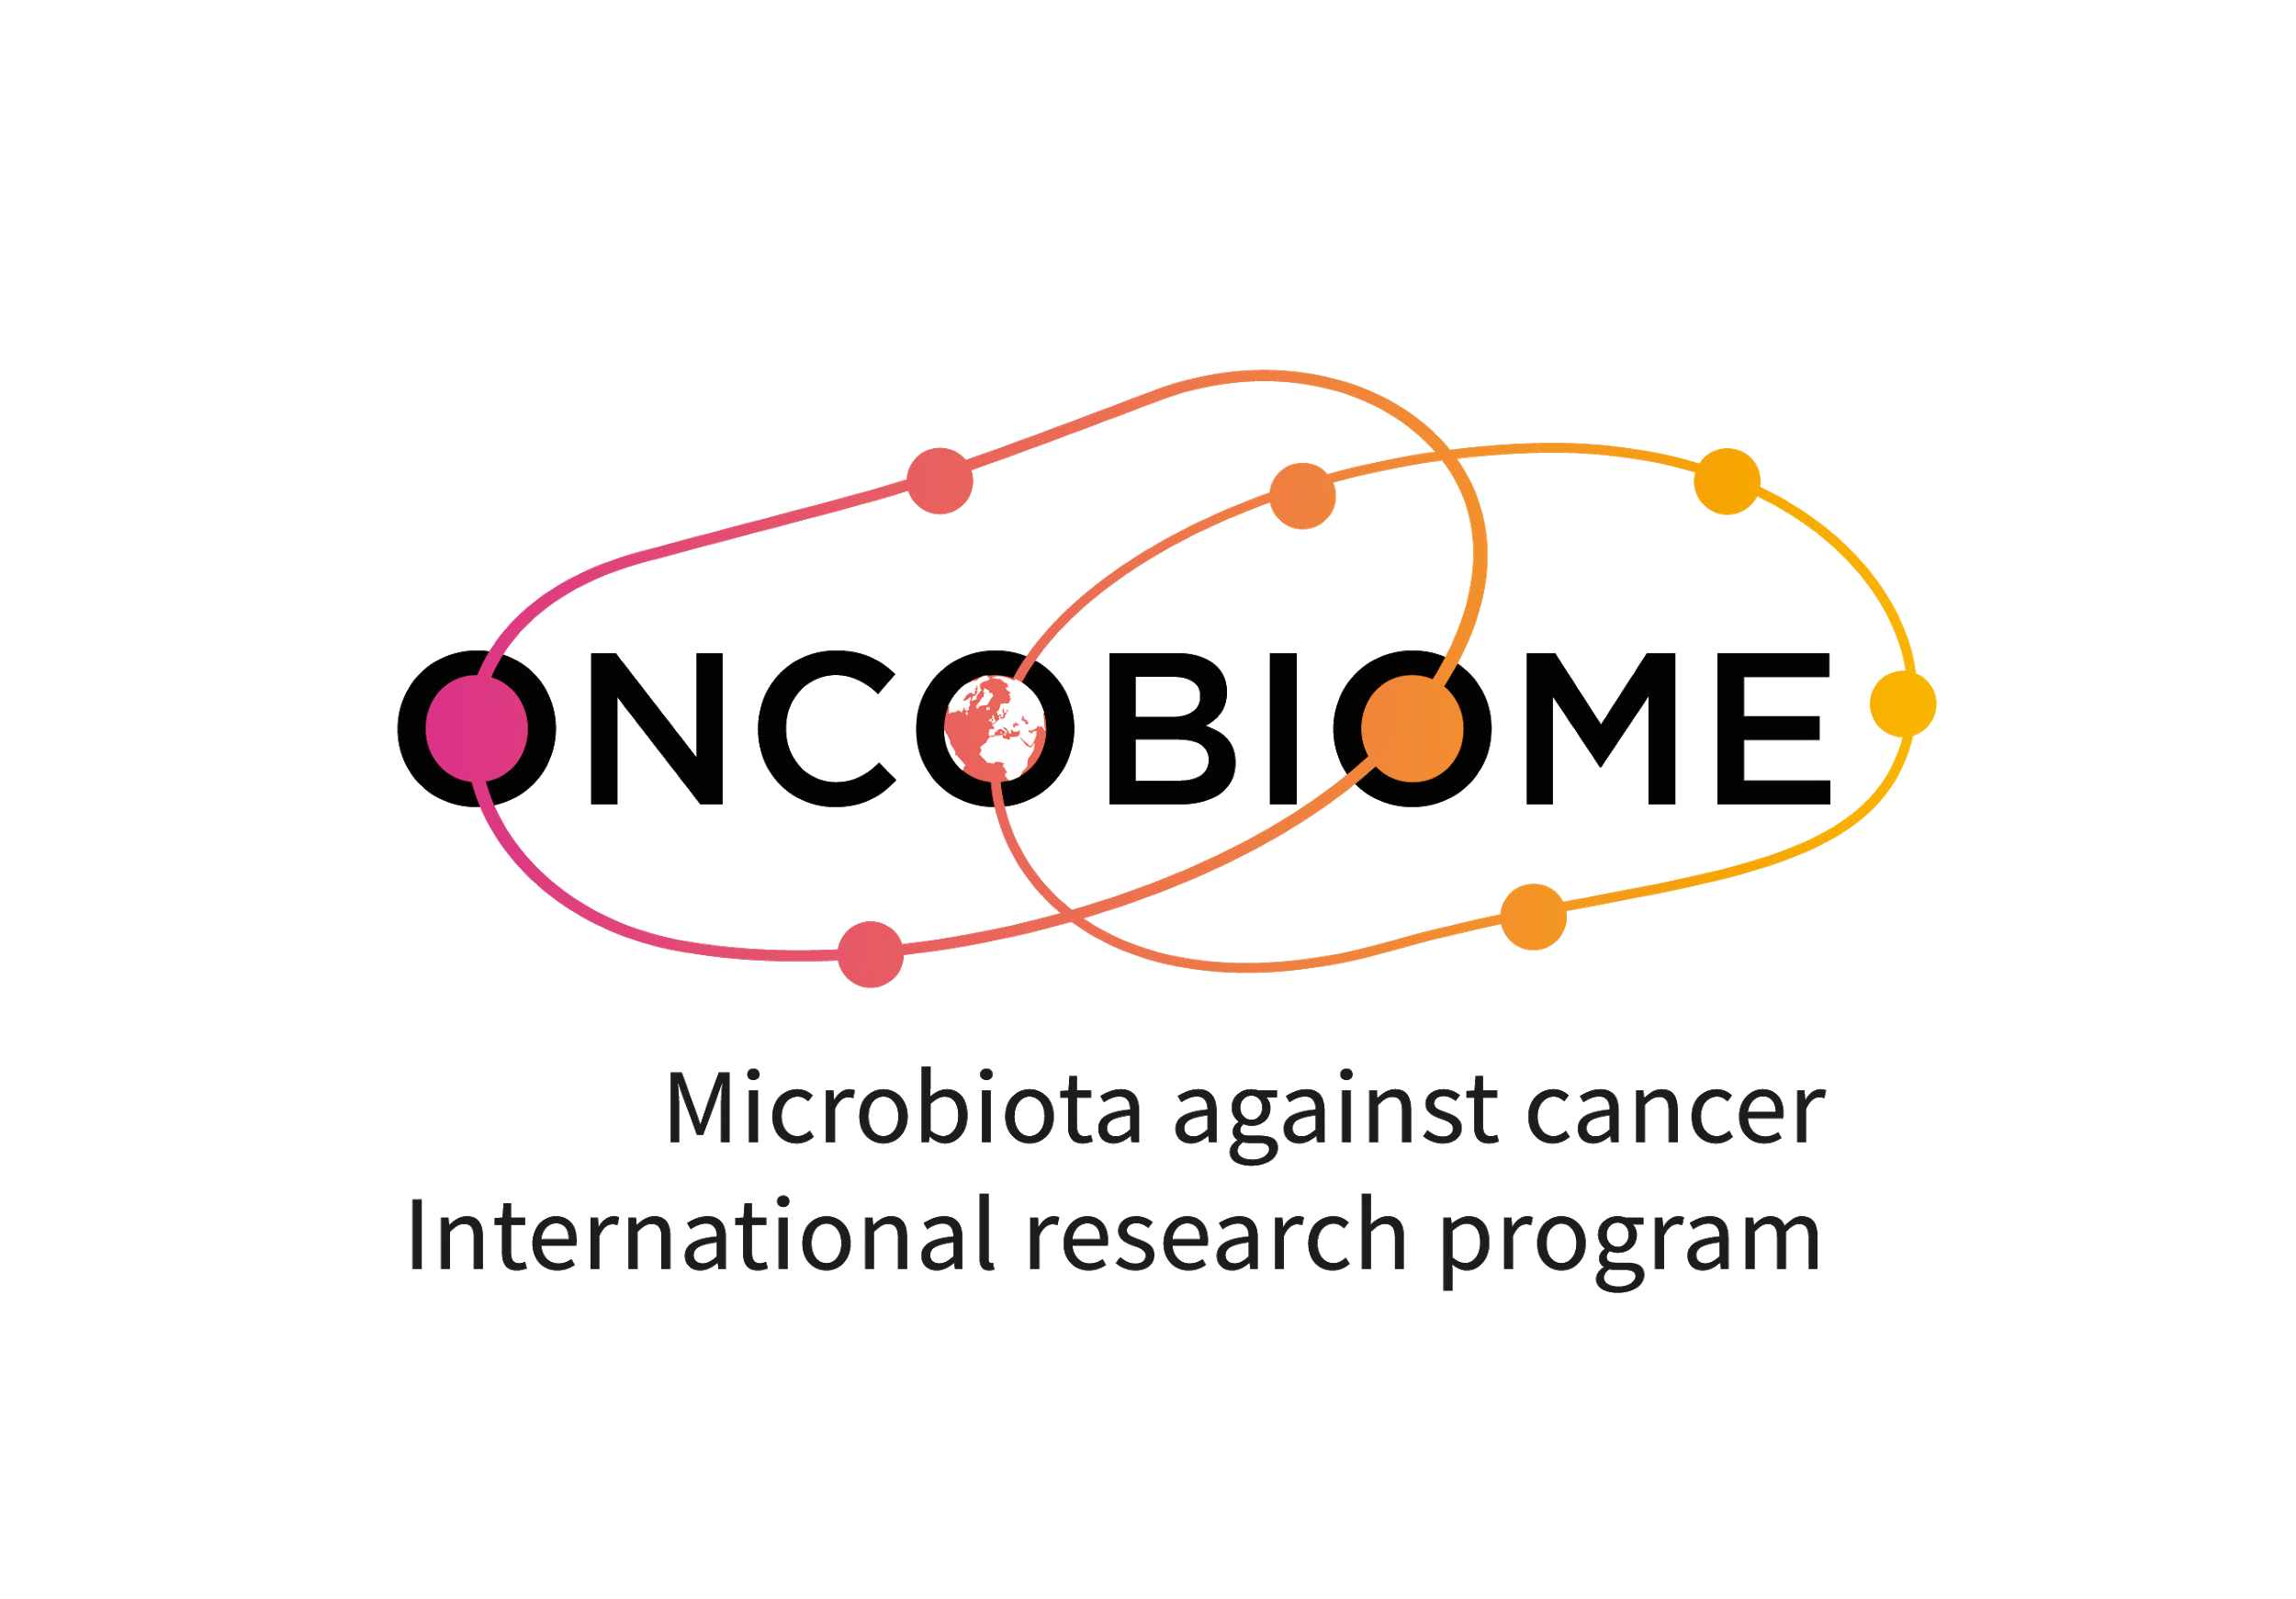 ONCOBIOME
Microbiota against cancer
International research program